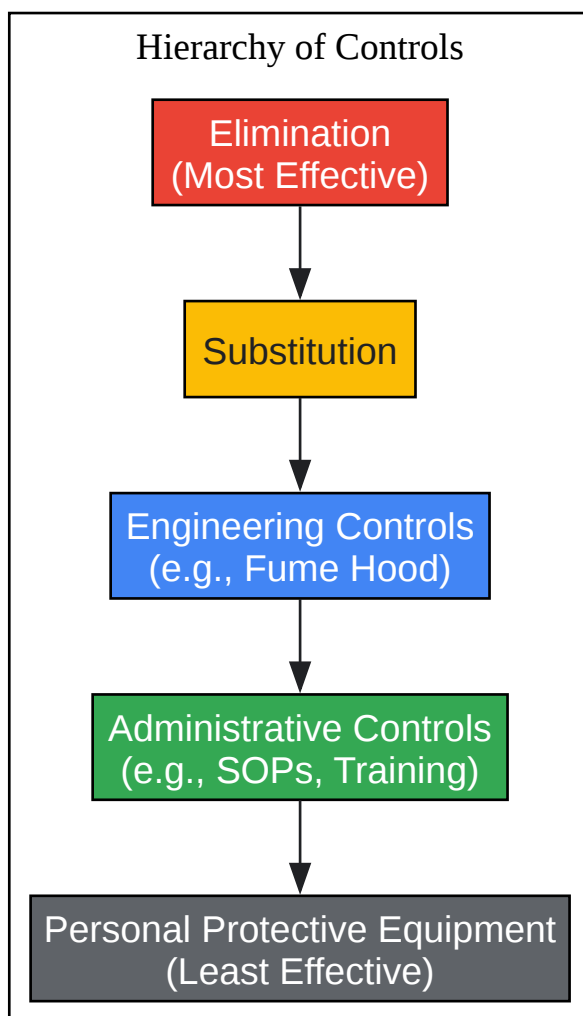 Hierarchy of Controls
Elimination
(Most Effective)
Substitution
Engineering Controls
(e.g., Fume Hood)
Administrative Controls
(e.g., SOPs, Training)
Personal Protective Equipment
(Least Effective)